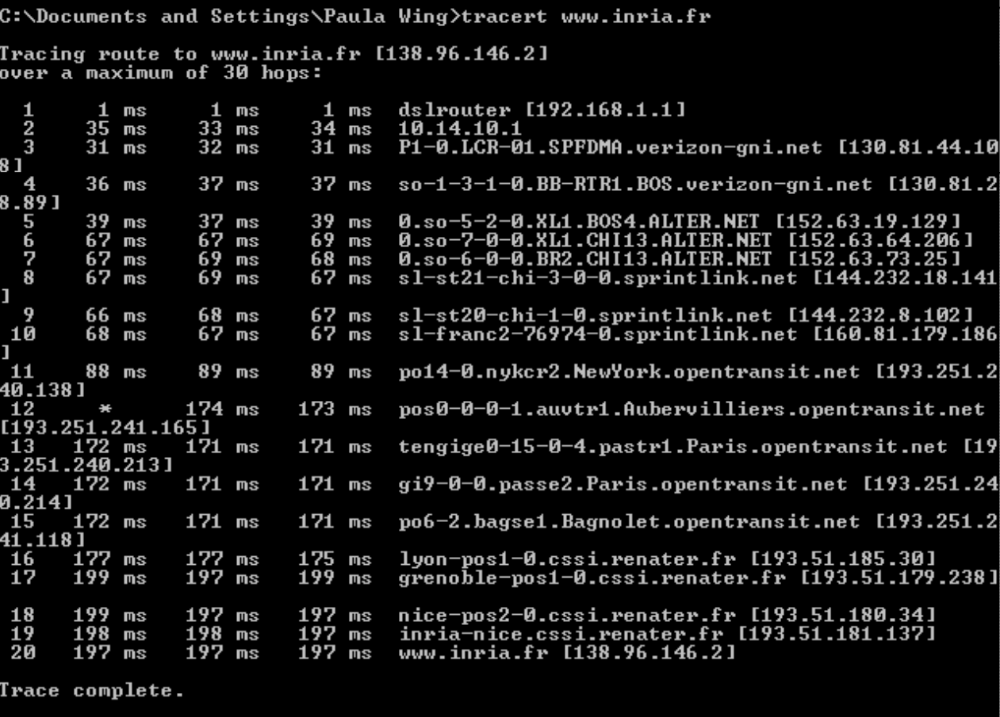 C:\Documents and Settings\Paula Wing>tracert www.inria.fr
Tracing route to www.inria.fr [138.96.146.2]
over a maximum of 30 hops:
1 1 ms 1 ms 1 ms dslrouter [192.168.1.1]
2 35 ms 33 ms 34 ms 10.14.10.1
3 31 ms 32 ms 31 ms P1-0.LCR-01.SPFDMA.verizon-gni.net [130.81.44.10
8]
4 36 ms 37 ms 37 ms so-1-3-1-0.BB-RTR1.BOS.verizon-gni.net [130.81.2
8.89]
5 39 ms 37 ms 39 ms 0.so-5-2-0.XL1.BOS4.ALTER.NET [152.63.19.129]
6 67 ms 67 ms 69 ms 0.so-7-0-0.XL1.CHI13.ALTER.NET [152.63.64.206]
7 67 ms 69 ms 68 ms 0.so-6-0-0.BR2.CHI13.ALTER.NET [152.63.73.25]
8 67 ms 69 ms 67 ms sl-st21-chi-3-0-0.sprintlink.net [144.232.18.141
]
9 66 ms 68 ms 67 ms sl-st20-chi-1-0.sprintlink.net [144.232.8.102]
10 68 ms 67 ms 67 ms sl-franc2-76974-0.sprintlink.net [160.81.179.186
]
11 88 ms 89 ms 89 ms po14-0.nykcr2.NewYork.opentransit.net [193.251.2
40.138]
12 * 174 ms 173 ms pos0-0-0-1.auvtr1.Aubervilliers.opentransit.net
[193.251.241.165]
13 172 ms 171 ms 171 ms tengige0-15-0-4.pastr1.Paris.opentransit.net [19
3.251.240.213]
14 172 ms 171 ms 171 ms gi9-0-0.passe2.Paris.opentransit.net [193.251.24
0.214]
15 172 ms 171 ms 171 ms po6-2.bagse1.Bagnolet.opentransit.net [193.251.2
41.118]
16 177 ms 177 ms 175 ms lyon-pos1-0.cssi.renater.fr [193.51.185.30]
17 199 ms 197 ms 199 ms grenoble-pos1-0.cssi.renater.fr [193.51.179.238]
18 199 ms 197 ms 197 ms nice-pos2-0.cssi.renater.fr [193.51.180.34]
19 198 ms 198 ms 197 ms inria-nice.cssi.renater.fr [193.51.181.137]
20 197 ms 197 ms 197 ms www.inria.fr [138.96.146.2]
Trace complete.